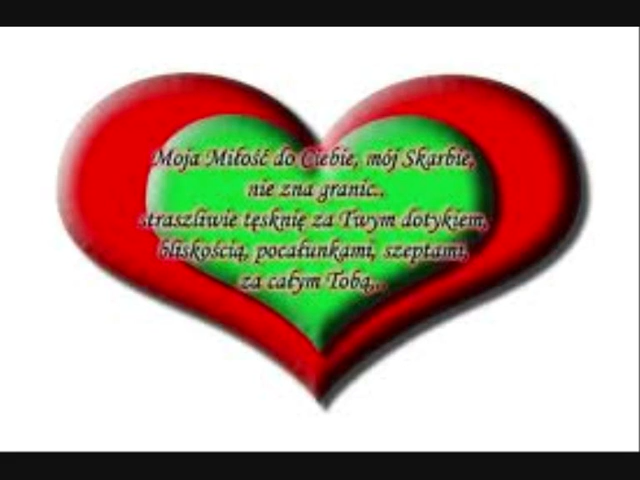 Moja Miłość do Ciebie, mój Skarbie,
nie zna granic..
straszliwie tęsknię za Twym dotykiem,
bliskością, pocałunkami, szeptami,
za całym Tobą...